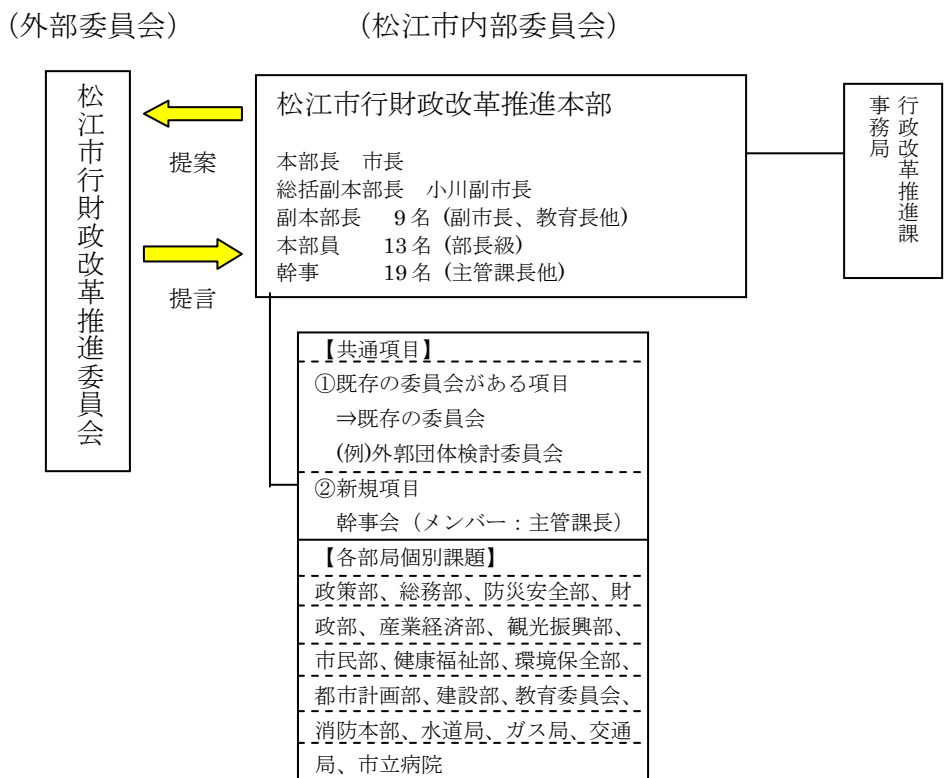 (外部委員会)
(松江市内部委員会)
松江市行財政改革推進委員会
提案
提言
松江市行財政改革推進本部
本部長　市長
総括副本部長　小川副市長
副本部長　9名 (副市長、教育長他)
本部員　13名 (部長級)
幹事　19名 (主管課長他)
行政改革推進課
事務局
【共通項目】
①既存の委員会がある項目
⇒既存の委員会
(例)外郭団体検討委員会
②新規項目
幹事会（メンバー：主管課長）
【各部局個別課題】
政策部、総務部、防災安全部、財
政部、産業経済部、観光振興部、
市民部、健康福祉部、環境保全部、
都市計画部、建設部、教育委員会、
消防本部、水道局、ガス局、交通
局、市立病院